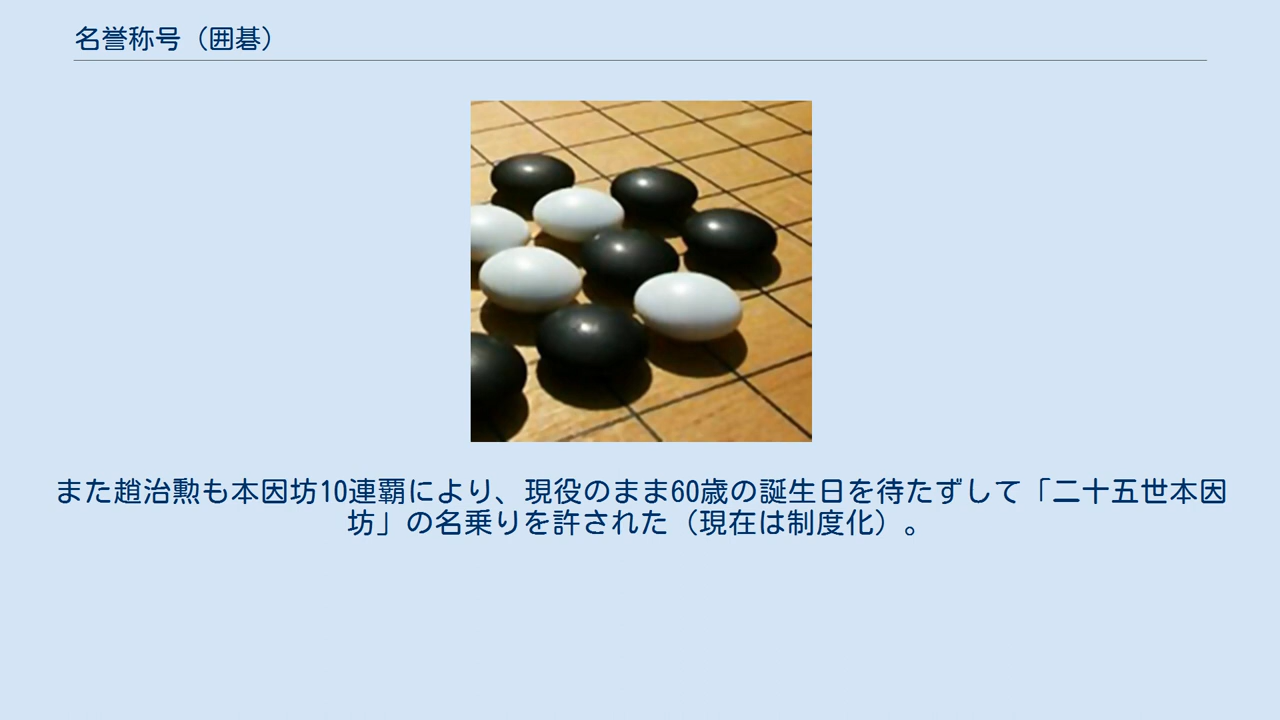 名誉称号（囲碁）
また趙治勲も本因坊10連覇により、現役のまま60歳の誕生日を待たずして「二十五世本因
坊」の名乗りを許された（現在は制度化）。